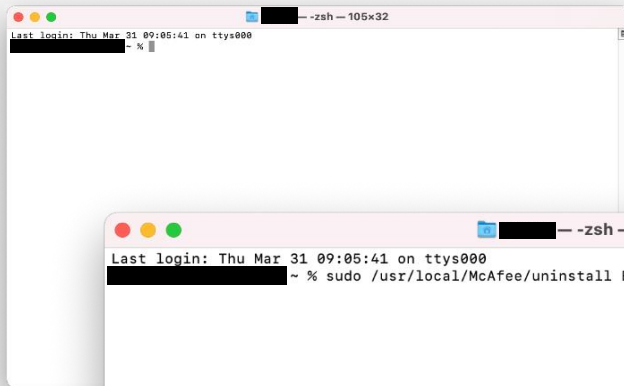 — -zsh — 105×32
Last login: Thu Mar 31 09:05:41 on ttys000
~ %
— -zsh –
Last login: Thu Mar 31 09:05:41 on ttys000
~ % sudo /usr/local/McAfee/uninstall